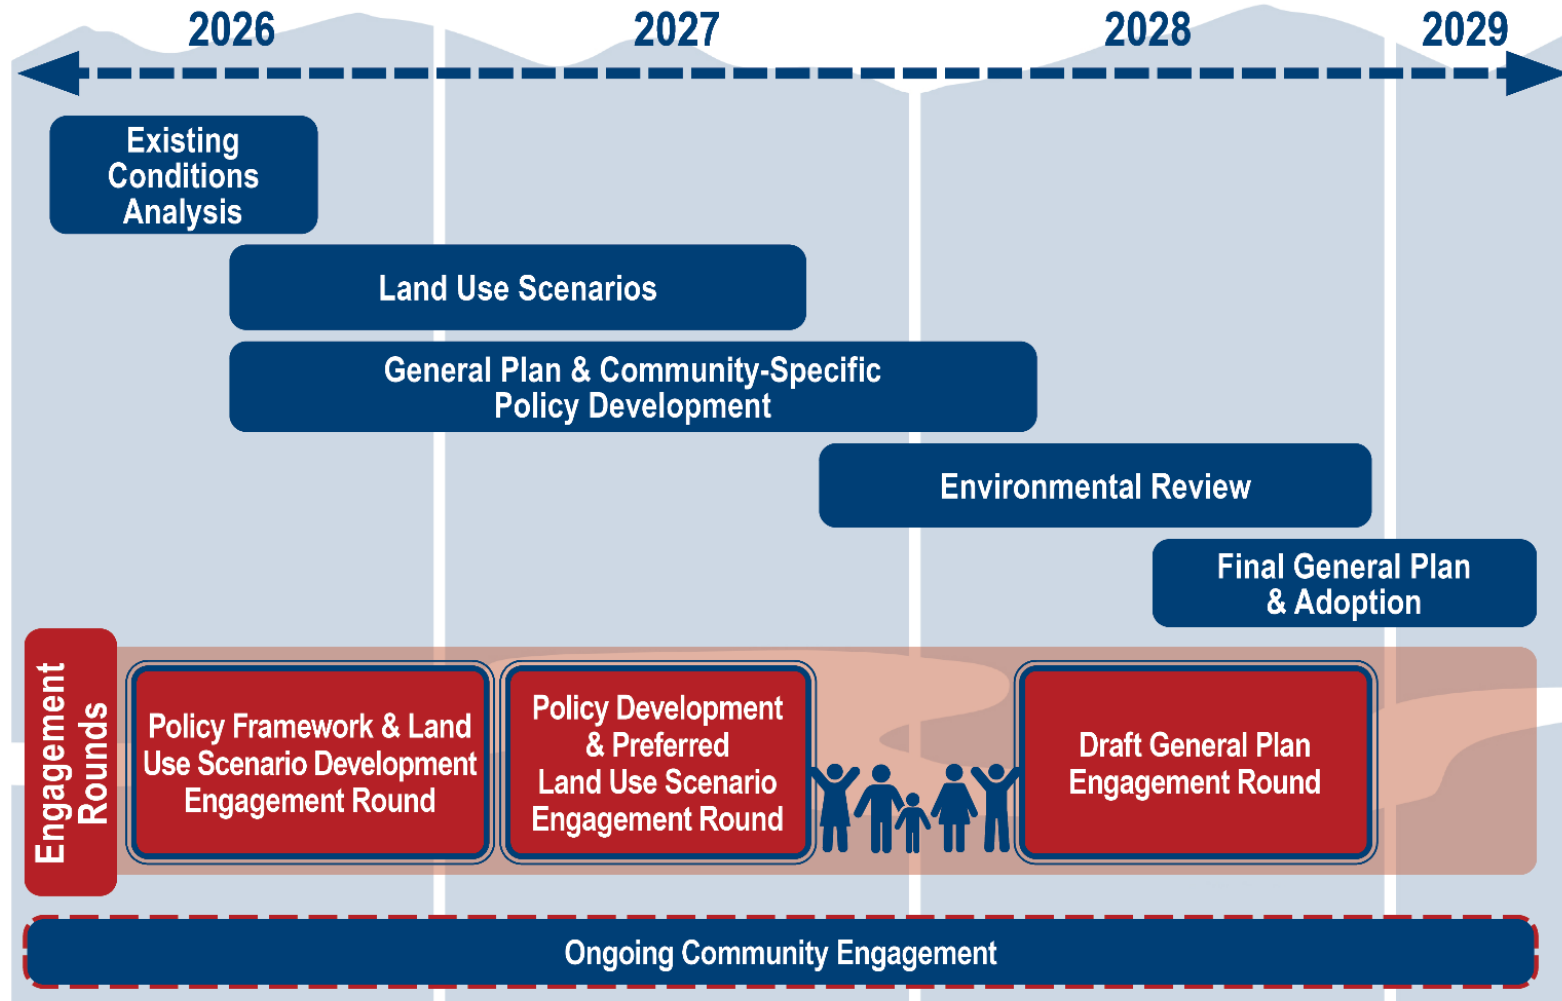 2026
2027
2028
2029
Existing
Conditions
Analysis
Land Use Scenarios
General Plan & Community-Specific
Policy Development
Environmental Review
Final General Plan
& Adoption
Engagement
Rounds
Policy Framework & Land
Use Scenario Development
Engagement Round
Policy Development
& Preferred
Land Use Scenario
Engagement Round
Draft General Plan
Engagement Round
Ongoing Community Engagement